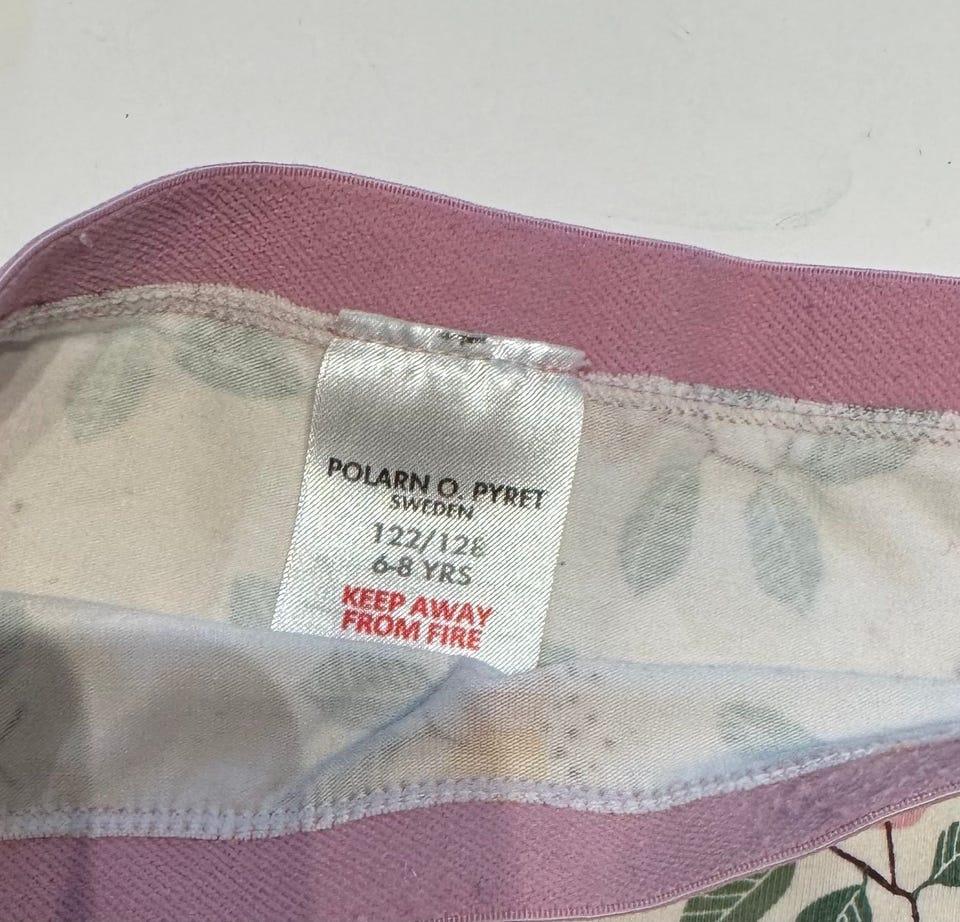 POLARN O. PYRET
SWEDEN
122/128
6-8 YRS
KEEP AWAY
FROM FIRE